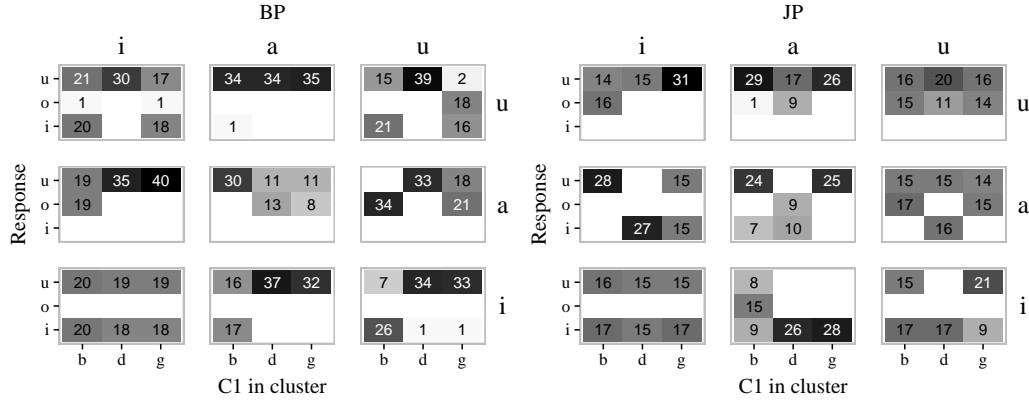 BP JP
i a u i a u
u 21 30 17 34 34 35 15 39 2 u 14 15 31 29 17 26 16 20 16
o 1 1 18 u o 16 1 9 15 11 14 u
i 20 18 1 21 16 i
u 19 35 40 30 11 11 33 18 u 28 15 24 25 15 15 14
Response o 19 13 8 34 21 a Response o 9 17 15 a
i i 27 15 7 10 16
u 20 19 19 16 37 32 7 34 33 u 16 15 15 8 15 21
o i o 15 i
i 20 18 18 17 26 1 1 i 17 15 17 9 26 28 17 17 9
b d g b d g b d g b d g b d g b d g
C1 in cluster C1 in cluster